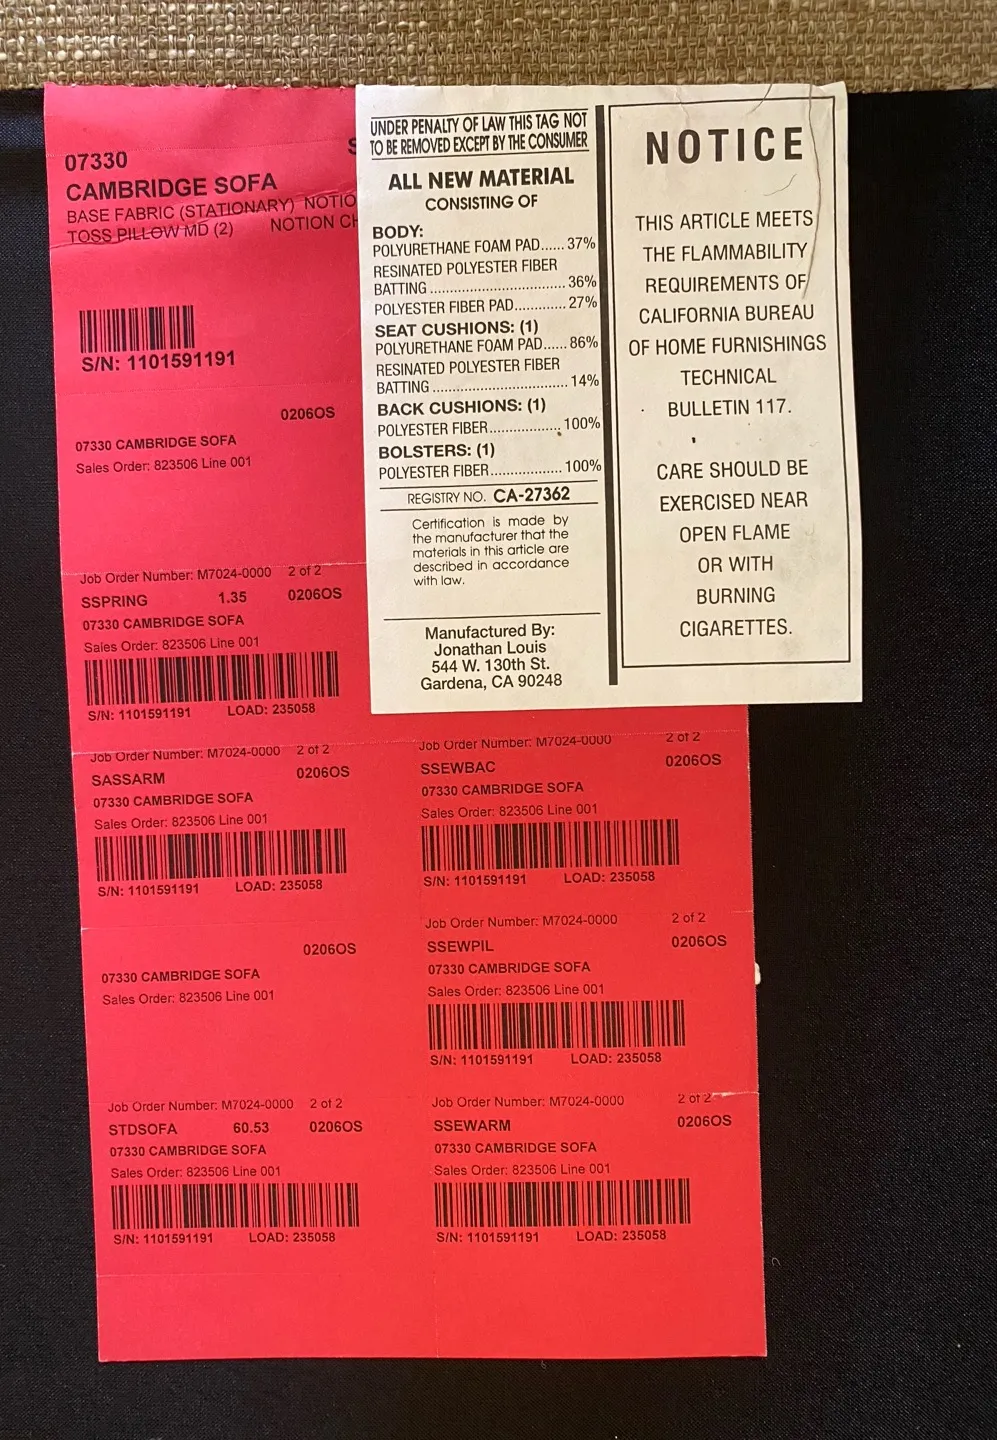 07330
CAMBRIDGE SOFA
BASE FABRIC (STATIONARY) NOTIO
TOSS PILLOW MD (2) NOTION CH
S/N: 1101591191
0206OS
07330 CAMBRIDGE SOFA
Sales Order: 823506 Line 001
Job Order Number: M7024-0000 2 of 2
SSPRING 1.35 0206OS
07330 CAMBRIDGE SOFA
Sales Order: 823506 Line 001
S/N: 1101591191 LOAD: 235058
Job Order Number: M7024-0000 2 of 2
SASSARM 0206OS
07330 CAMBRIDGE SOFA
Sales Order: 823506 Line 001
S/N: 1101591191 LOAD: 235058
0206OS
07330 CAMBRIDGE SOFA
Sales Order: 823506 Line 001
Job Order Number: M7024-0000 2 of 2
STDSOFA 60.53 0206OS
07330 CAMBRIDGE SOFA
Sales Order: 823506 Line 001
S/N: 1101591191 LOAD: 235058
Job Order Number: M7024-0000 2 of 2
SSEWBAC 0206OS
07330 CAMBRIDGE SOFA
Sales Order: 823506 Line 001
S/N: 1101591191 LOAD: 235058
Job Order Number: M7024-0000 2 of 2
SSEWPIL 0206OS
07330 CAMBRIDGE SOFA
Sales Order: 823506 Line 001
S/N: 1101591191 LOAD: 235058
Job Order Number: M7024-0000 2 of 2
SSEWARM 0206OS
07330 CAMBRIDGE SOFA
Sales Order: 823506 Line 001
S/N: 1101591191 LOAD: 235058
UNDER PENALTY OF LAW THIS TAG NOT
TO BE REMOVED EXCEPT BY THE CONSUMER
ALL NEW MATERIAL
CONSISTING OF
BODY:
POLYURETHANE FOAM PAD...... 37%
RESINATED POLYESTER FIBER
BATTING ................................ 36%
POLYESTER FIBER PAD............ 27%
SEAT CUSHIONS: (1)
POLYURETHANE FOAM PAD...... 86%
RESINATED POLYESTER FIBER
BATTING ................................ 14%
BACK CUSHIONS: (1)
POLYESTER FIBER.................. 100%
BOLSTERS: (1)
POLYESTER FIBER.................. 100%
REGISTRY NO. CA-27362
Certification is made by
the manufacturer that the
materials in this article are
described in accordance
with law.
Manufactured By:
Jonathan Louis
544 W. 130th St.
Gardena, CA 90248
NOTICE
THIS ARTICLE MEETS
THE FLAMMABILITY
REQUIREMENTS OF
CALIFORNIA BUREAU
OF HOME FURNISHINGS
TECHNICAL
BULLETIN 117.
CARE SHOULD BE
EXERCISED NEAR
OPEN FLAME
OR WITH
BURNING
CIGARETTES.